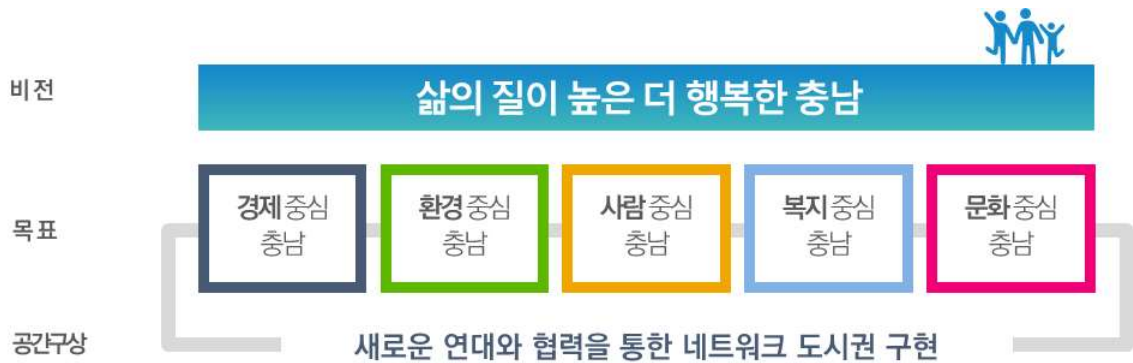 비전
삶의 질이 높은 더 행복한 충남
목표
경제 중심
충남
환경 중심
충남
사람 중심
충남
복지 중심
충남
문화 중심
충남
공간구상
새로운 연대와 협력을 통한 네트워크 도시권 구현